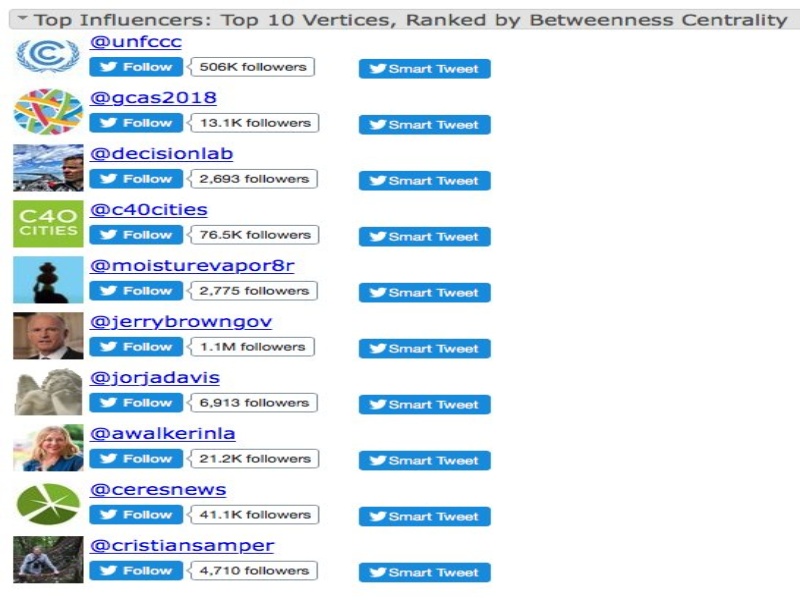 Top Influencers: Top 10 Vertices, Ranked by Betweenness Centrality
@unfccc
Follow 506K followers Smart Tweet
@gcas2018
Follow 13.1K followers Smart Tweet
@decisionlab
Follow 2,693 followers Smart Tweet
C40
CITIES
@c40cities
Follow 76.5K followers Smart Tweet
@moisturevapor8r
Follow 2,775 followers Smart Tweet
@jerrybrowngov
Follow 1.1M followers Smart Tweet
@jorjadavis
Follow 6,913 followers Smart Tweet
@awalkerinla
Follow 21.2K followers Smart Tweet
@ceresnews
Follow 41.1K followers Smart Tweet
@cristiansamper
Follow 4,710 followers Smart Tweet